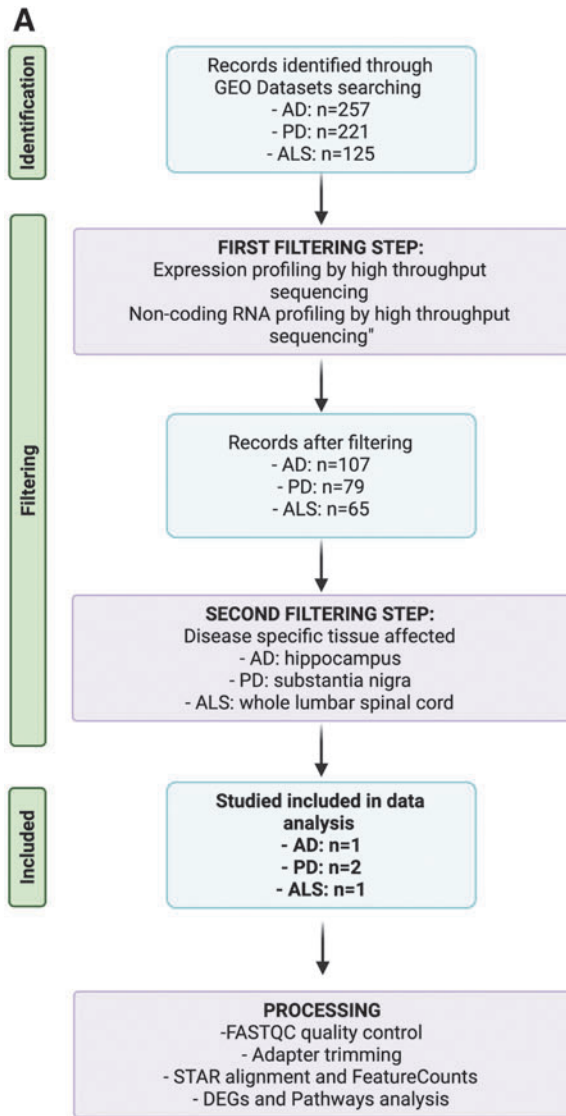 A
Identification
Records identified through
GEO Datasets searching
- AD: n=257
- PD: n=221
- ALS: n=125
Filtering
FIRST FILTERING STEP:
Expression profiling by high throughput
sequencing
Non-coding RNA profiling by high throughput
sequencing"
Records after filtering
- AD: n=107
- PD: n=79
- ALS: n=65
SECOND FILTERING STEP:
Disease specific tissue affected
- AD: hippocampus
- PD: substantia nigra
- ALS: whole lumbar spinal cord
Included
Studied included in data
analysis
- AD: n=1
- PD: n=2
- ALS: n=1
PROCESSING
-FASTQC quality control
- Adapter trimming
- STAR alignment and FeatureCounts
- DEGs and Pathways analysis